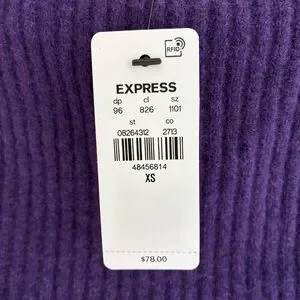 RFID
EXPRESS
dp cl sz
96 826 1101
st co
08264312 2713
48456814
XS
$78.00